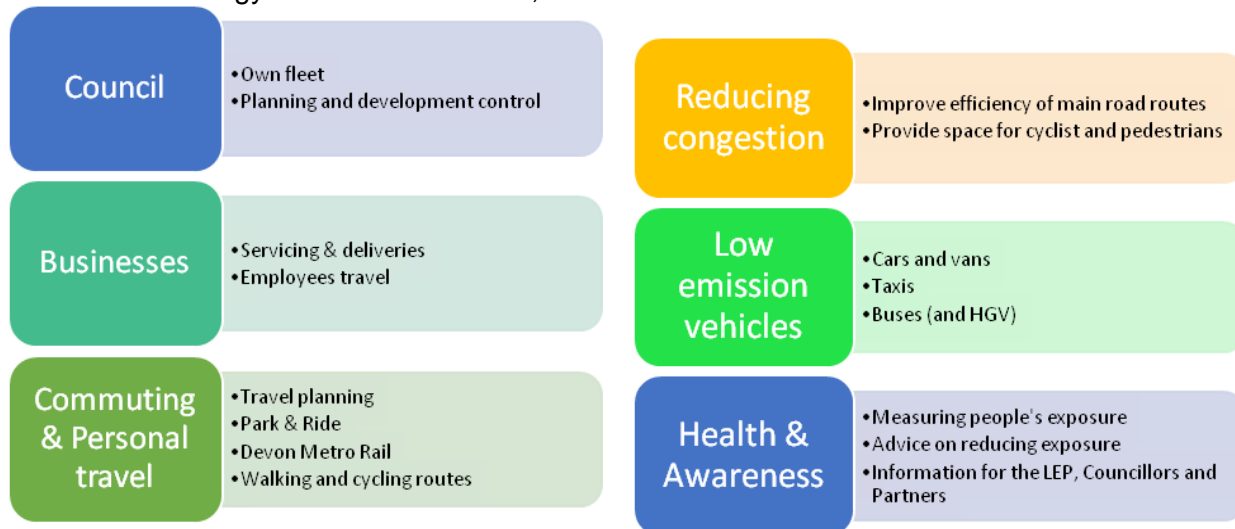 Council
•Own fleet
•Planning and development control
Businesses
•Servicing & deliveries
•Employees travel
Commuting
& Personal
travel
•Travel planning
•Park & Ride
•Devon Metro Rail
•Walking and cycling routes
Reducing
congestion
•Improve efficiency of main road routes
•Provide space for cyclist and pedestrians
Low
emission
vehicles
•Cars and vans
•Taxis
•Buses (and HGV)
Health &
Awareness
•Measuring people's exposure
•Advice on reducing exposure
•Information for the LEP, Councillors and
Partners